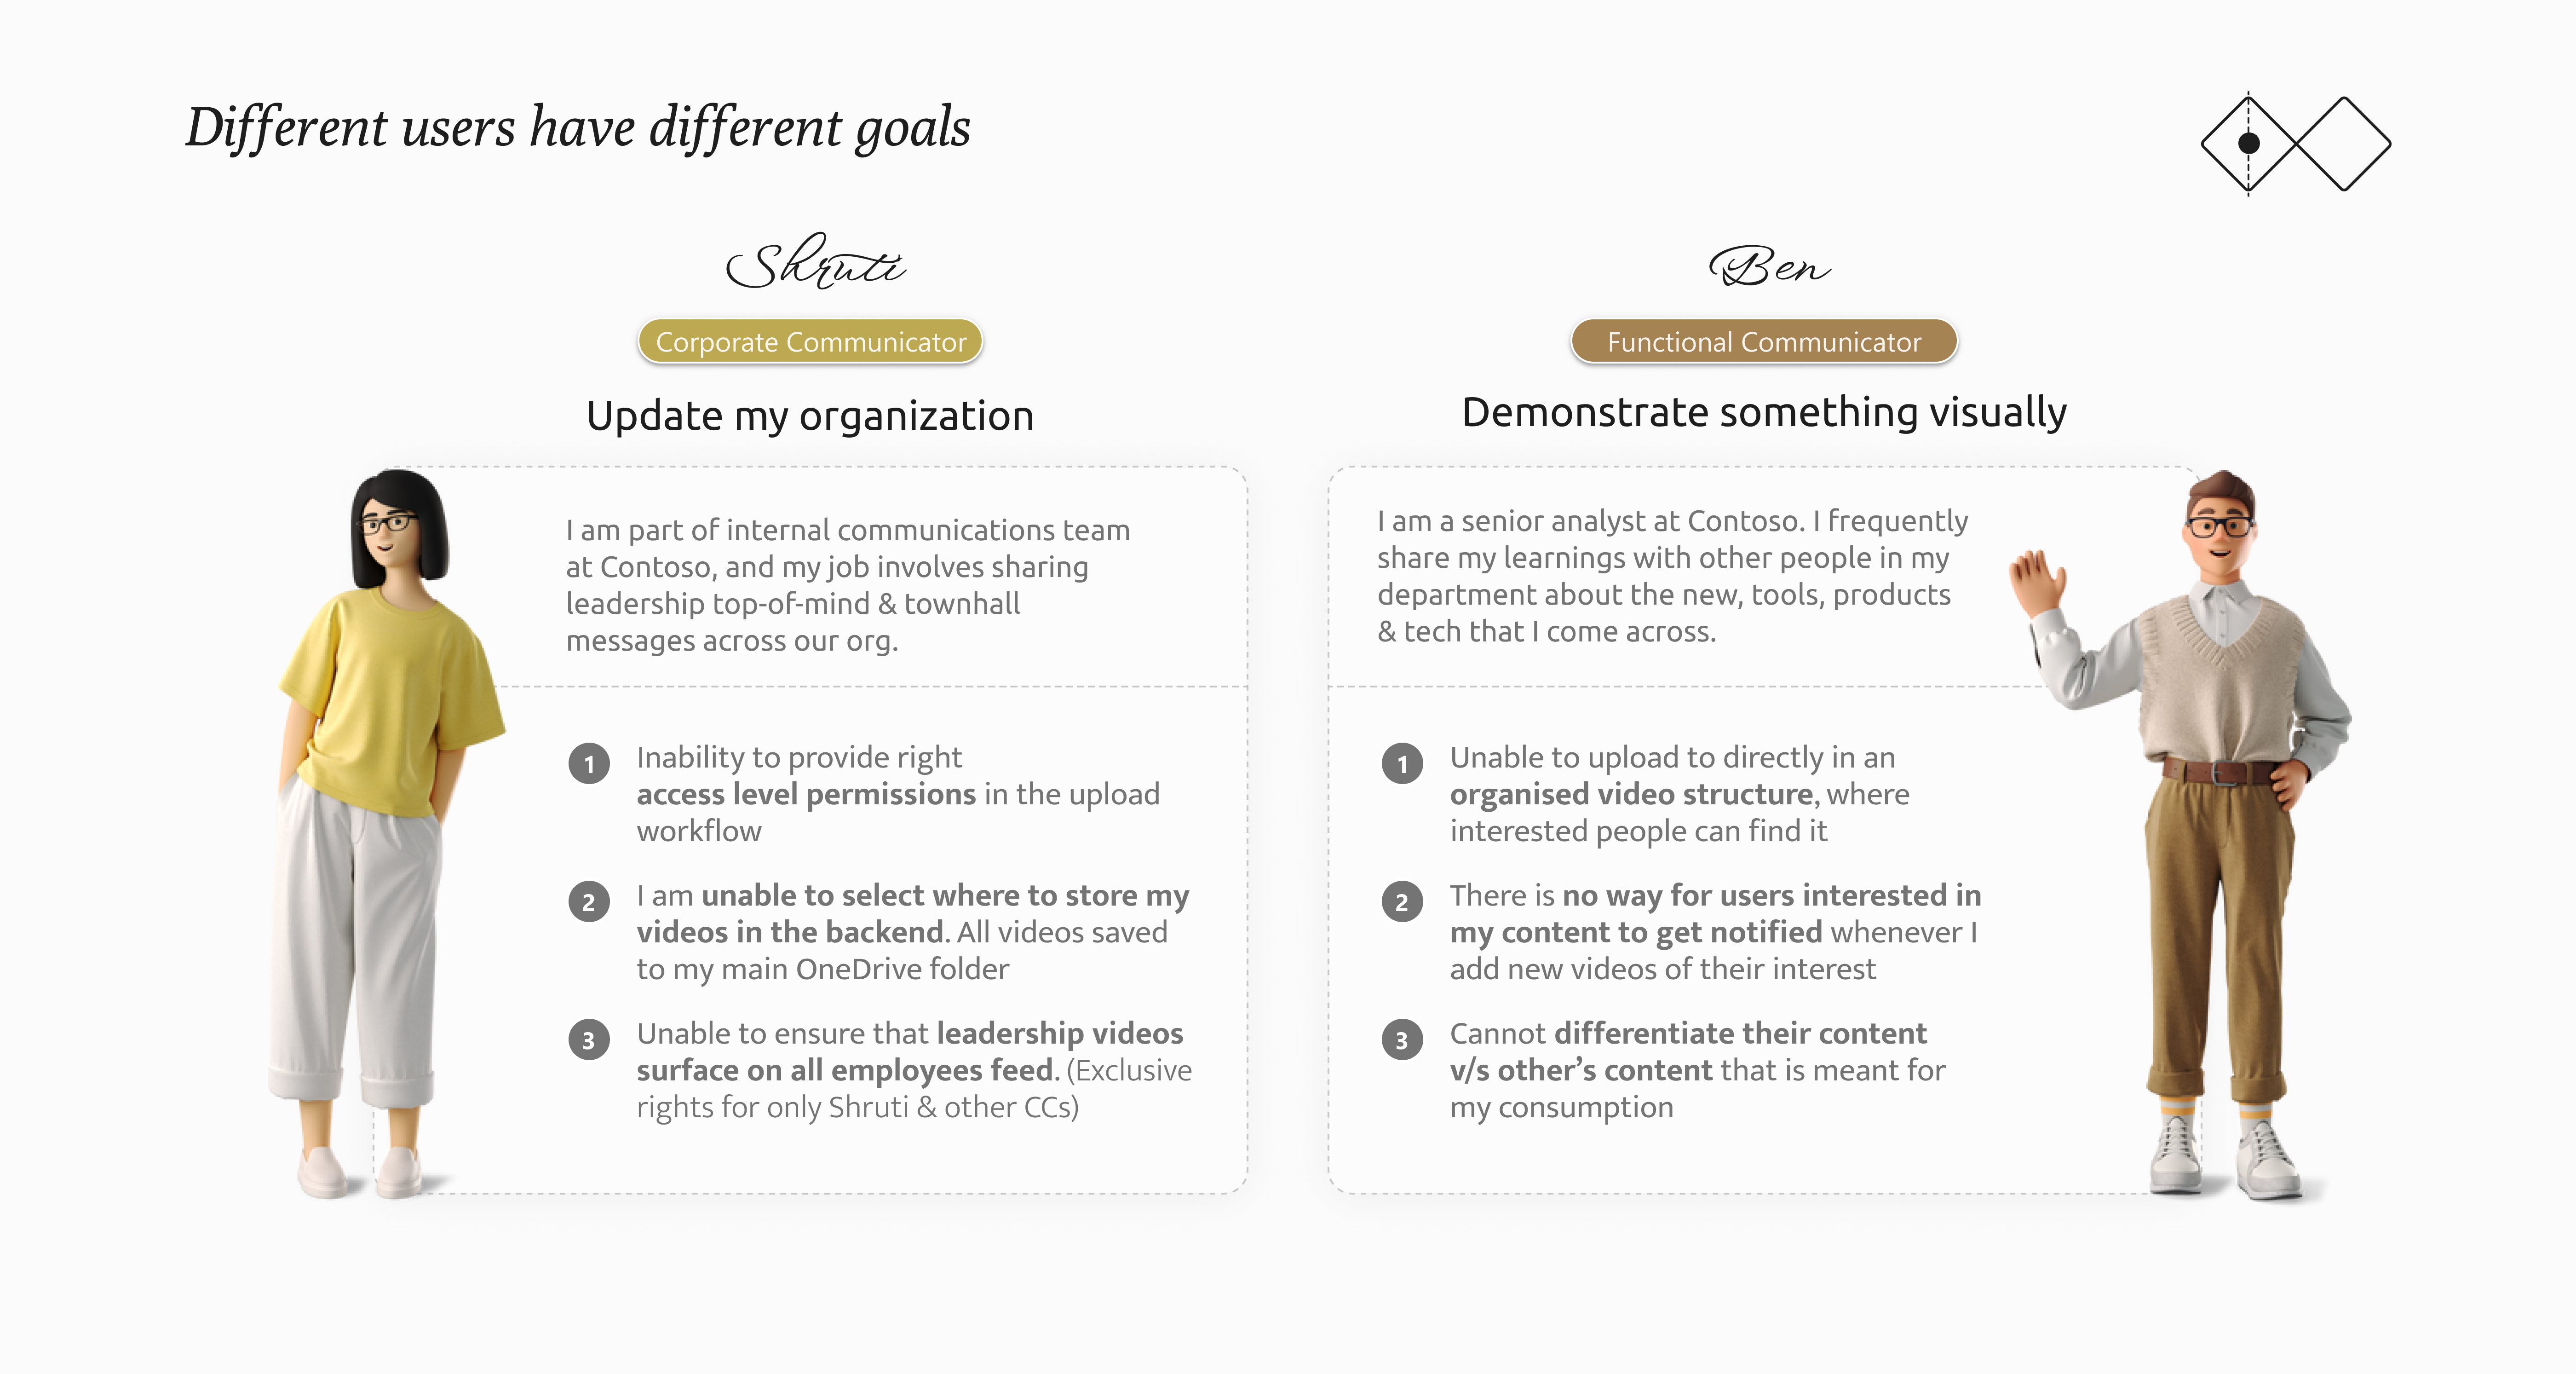 Different users have different goals
Shruti
Corporate Communicator
Update my organization
I am part of internal communications team
at Contoso, and my job involves sharing
leadership top-of-mind & townhall
messages across our org.
1
Inability to provide right
access level permissions in the upload
workflow
2
I am unable to select where to store my
videos in the backend. All videos saved
to my main OneDrive folder
3
Unable to ensure that leadership videos
surface on all employees feed. (Exclusive
rights for only Shruti & other CCs)
Ben
Functional Communicator
Demonstrate something visually
I am a senior analyst at Contoso. I frequently
share my learnings with other people in my
department about the new, tools, products
& tech that I come across.
1
Unable to upload to directly in an
organised video structure, where
interested people can find it
2
There is no way for users interested in
my content to get notified whenever I
add new videos of their interest
3
Cannot differentiate their content
v/s other’s content that is meant for
my consumption